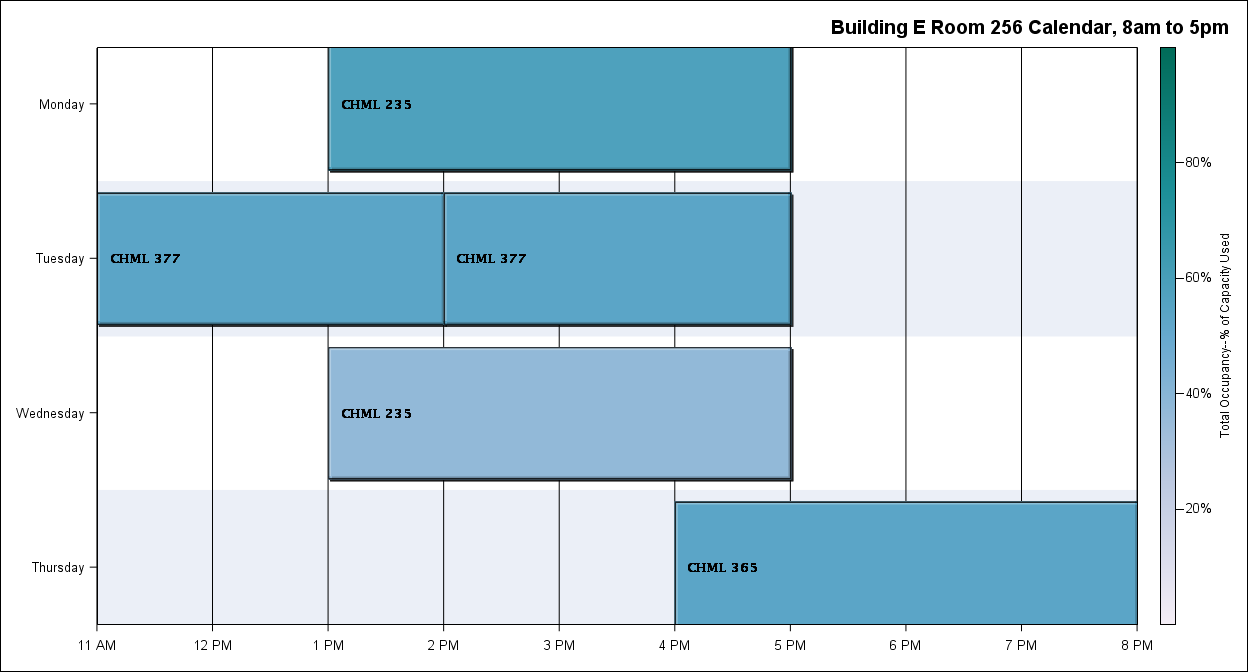 Building E Room 256 Calendar, 8am to 5pm
Monday
CHML 235
80%
Tuesday
CHML 377
CHML 377
60%
Total Occupancy--% of Capacity Used
40%
Wednesday
CHML 235
20%
Thursday
CHML 365
11 AM
12 PM
1 PM
2 PM
3 PM
4 PM
5 PM
6 PM
7 PM
8 PM